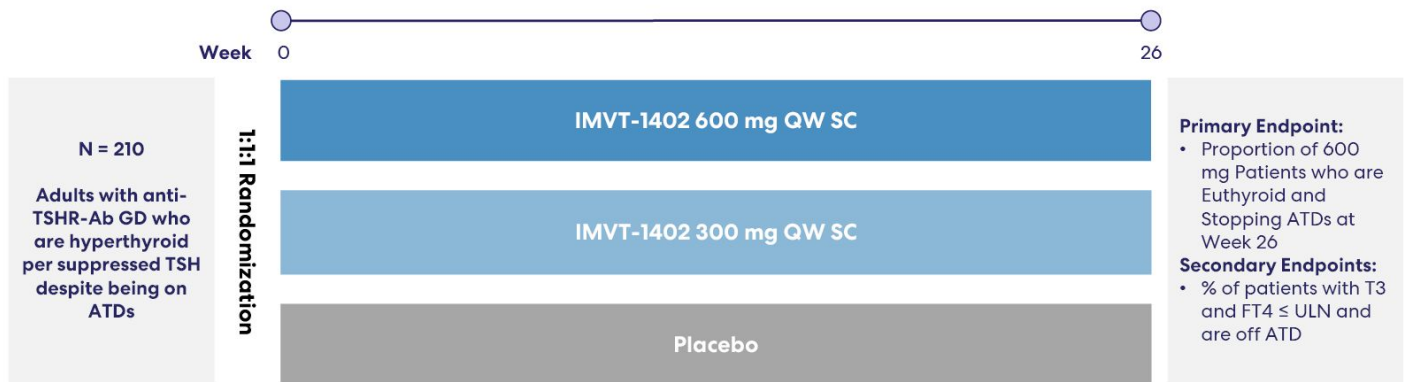 Week 0 26
N = 210
Adults with anti-
TSHR-Ab GD who
are hyperthyroid
per suppressed TSH
despite being on
ATDs
1:1:1 Randomization
IMVT-1402 600 mg QW SC
IMVT-1402 300 mg QW SC
Placebo
Primary Endpoint:
• Proportion of 600
mg Patients who are
Euthyroid and
Stopping ATDs at
Week 26
Secondary Endpoints:
• % of patients with T3
and FT4 ≤ ULN and
are off ATD